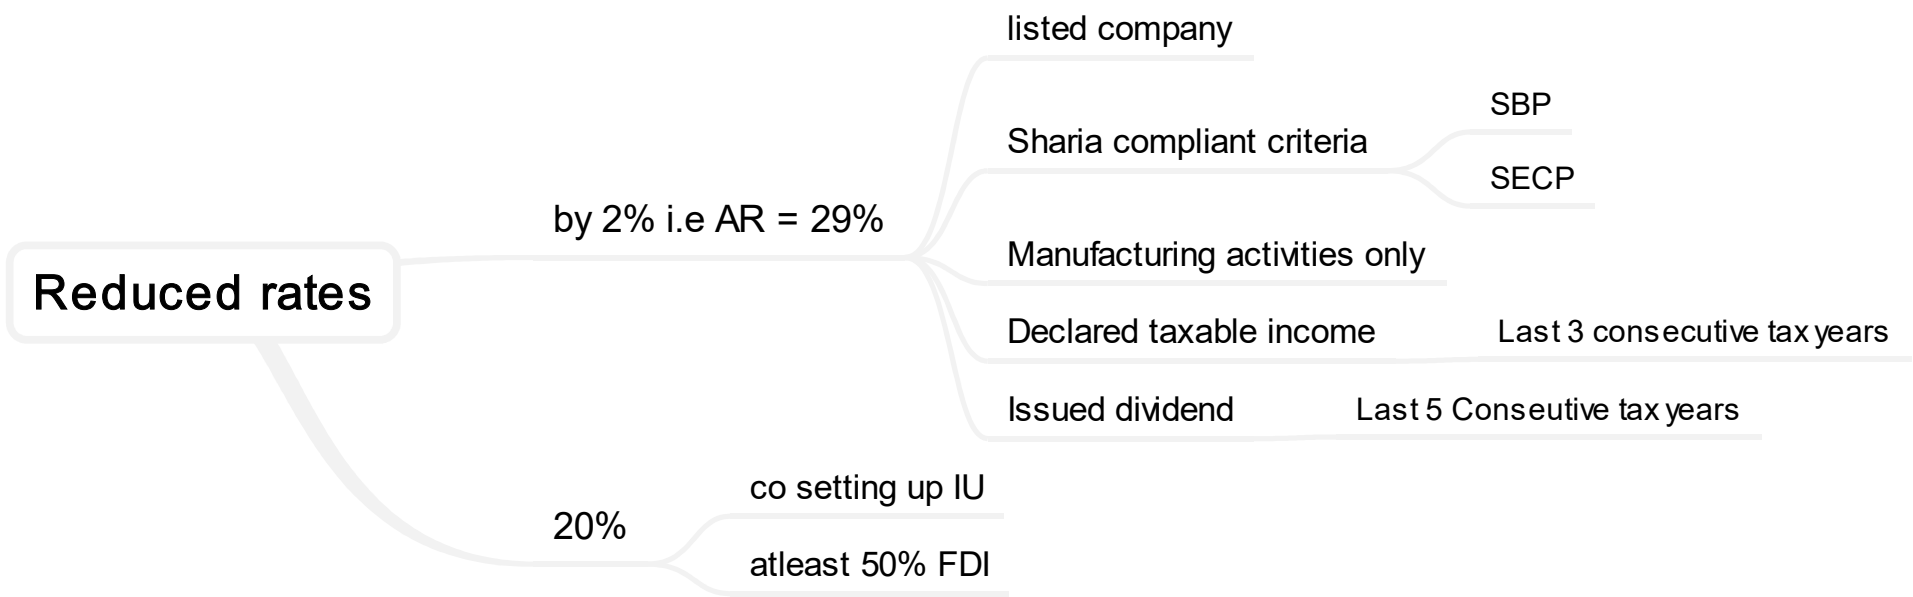 Reduced rates
by 2% i.e AR = 29%
listed company
Sharia compliant criteria
SBP
SECP
Manufacturing activities only
Declared taxable income
Last 3 consecutive tax years
Issued dividend
Last 5 Conseutive tax years
20%
co setting up IU
atleast 50% FDI